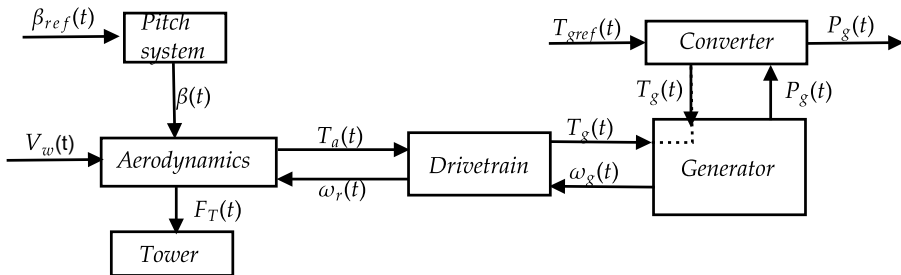 β_ref(t)
Pitch
system
T_gref(t)
Converter
P_g(t)
β(t)
T_g(t)
P_g(t)
V_w(t)
Aerodynamics
T_a(t)
ω_r(t)
Drivetrain
T_g(t)
ω_g(t)
Generator
F_T(t)
Tower